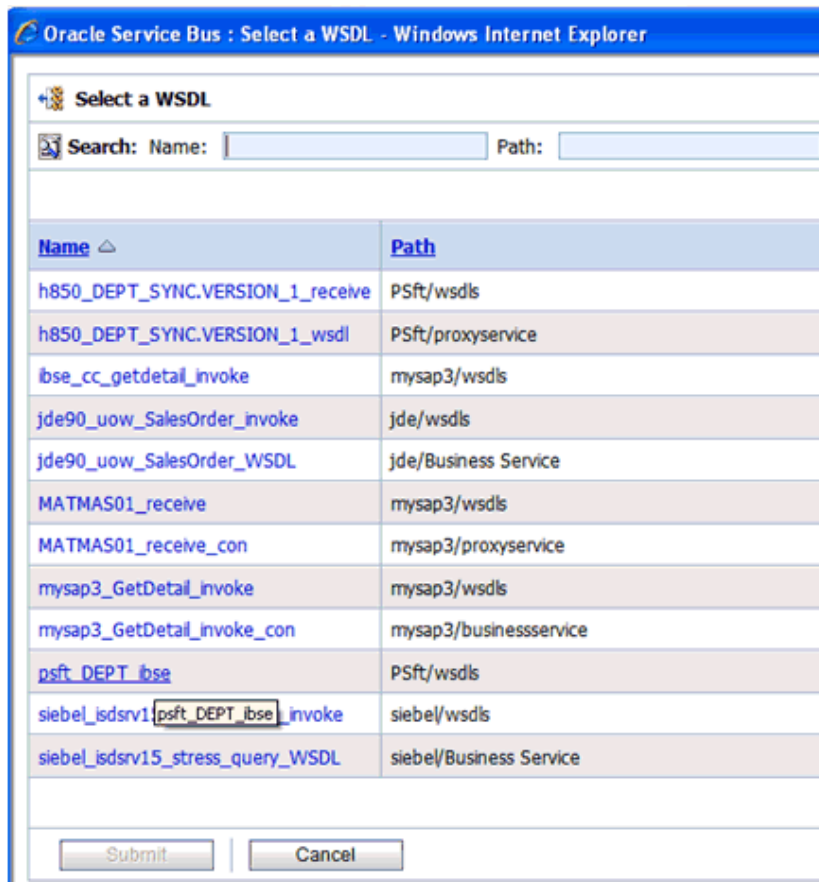 Oracle Service Bus : Select a WSDL - Windows Internet Explorer
Select a WSDL
Search: Name: Path:
Name Path
h850_DEPT_SYNC.VERSION_1_receive PSft/wsdls
h850_DEPT_SYNC.VERSION_1_wsdl PSft/proxyservice
ibse_cc_getdetail_invoke mysap3/wsdls
jde90_uow_SalesOrder_invoke jde/wsdls
jde90_uow_SalesOrder_WSDL jde/Business Service
MATMAS01_receive mysap3/wsdls
MATMAS01_receive_con mysap3/proxyservice
mysap3_GetDetail_invoke mysap3/wsdls
mysap3_GetDetail_invoke_con mysap3/businessservice
psft_DEPT_ibse PSft/wsdls
siebel_isdsrv1 psft_DEPT_ibse _invoke siebel/wsdls
siebel_isdsrv15_stress_query_WSDL siebel/Business Service
Submit Cancel